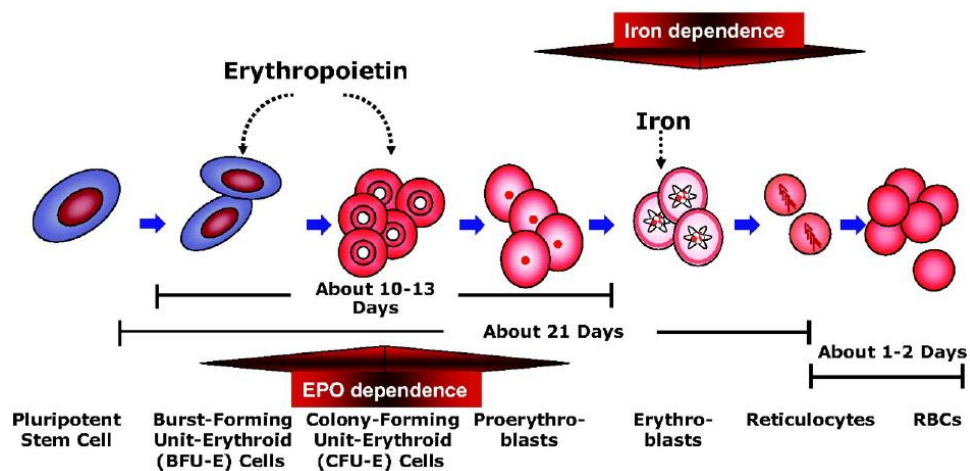 Iron dependence
Erythropoietin
Iron
About 10-13
Days
About 21 Days
About 1-2 Days
EPO dependence
Pluripotent
Stem Cell
Burst-Forming
Unit-Erythroid
(BFU-E) Cells
Colony-Forming
Unit-Erythroid
(CFU-E) Cells
Proerythro-
blasts
Erythro-
blasts
Reticulocytes
RBCs